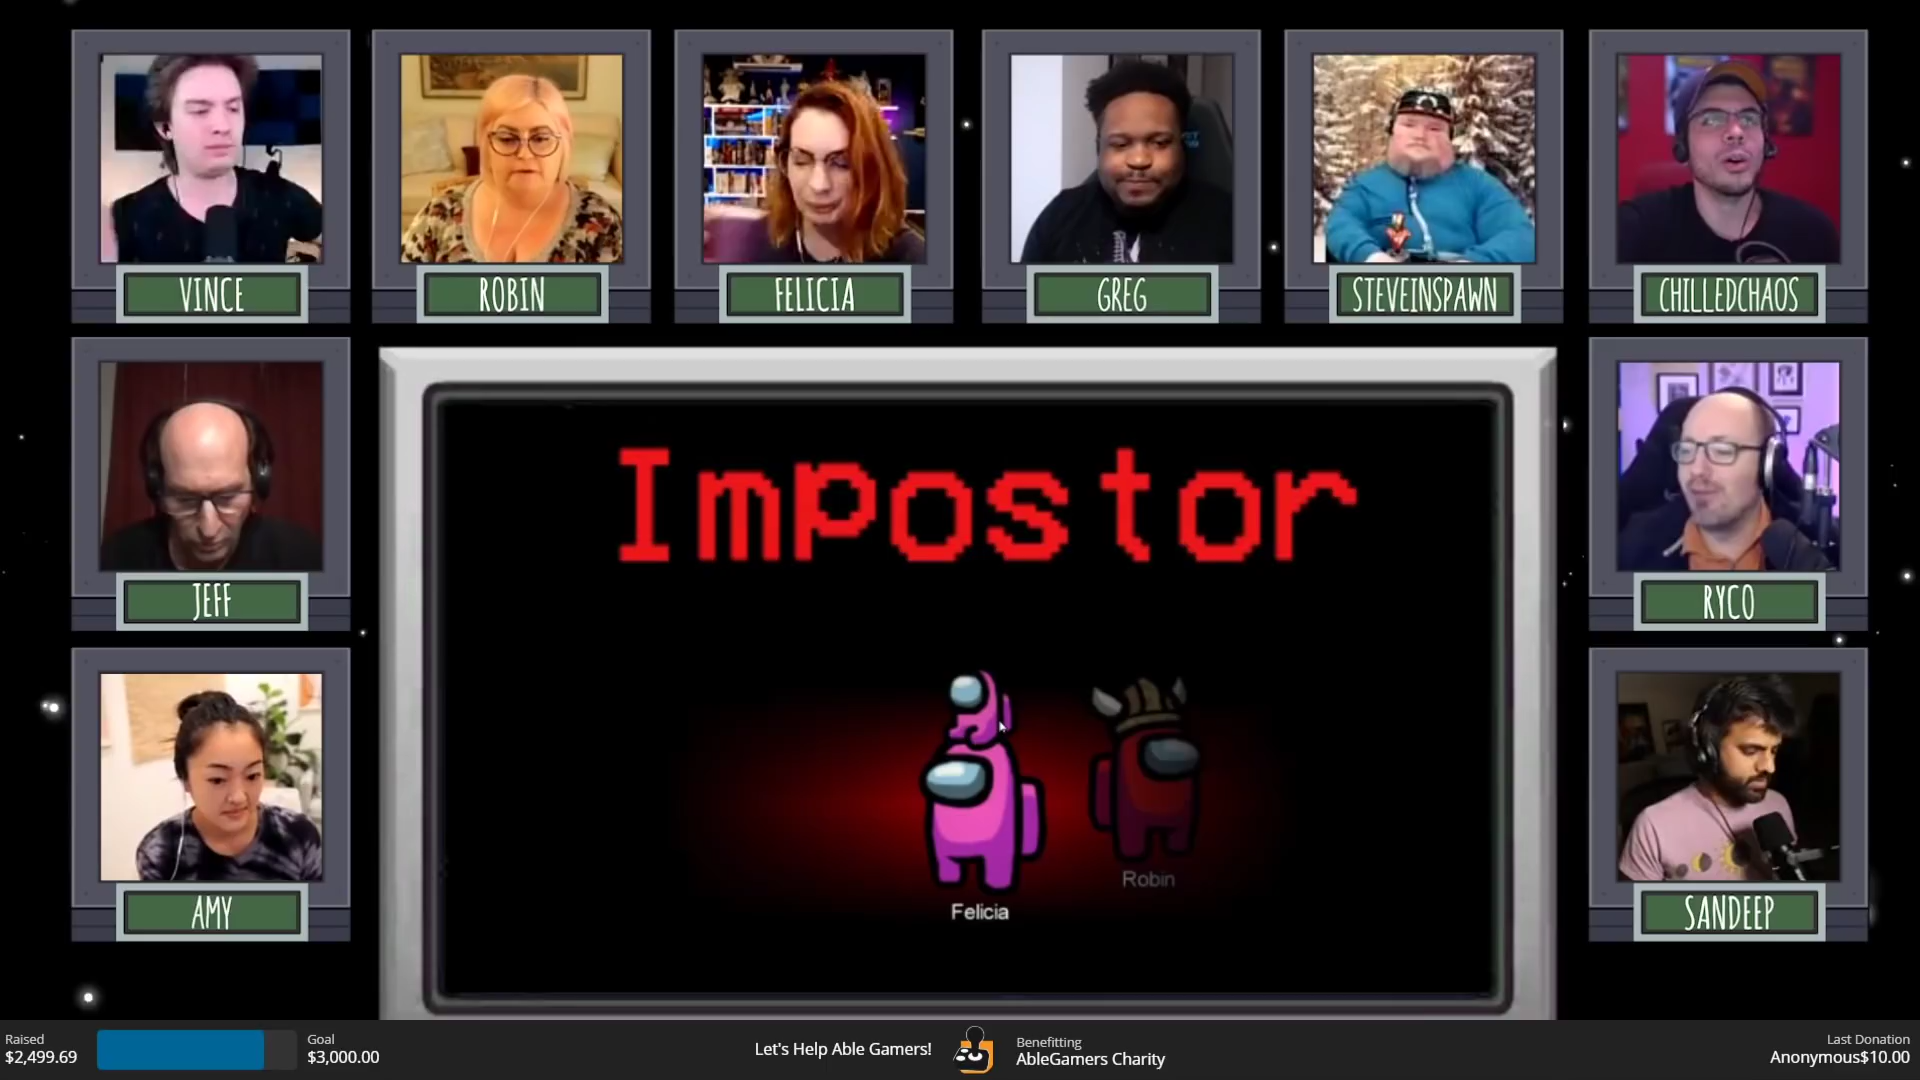 VINCE
ROBIN
FELICIA
GREG
STEVEINSPAWN
CHILLEDCHAOS
JEFF
RYCO
AMY
SANDEEP
Impostor
Felicia
Robin
Raised
$2,499.69
Goal
$3,000.00
Let's Help Able Gamers!
Benefitting
AbleGamers Charity
Last Donation
Anonymous$10.00